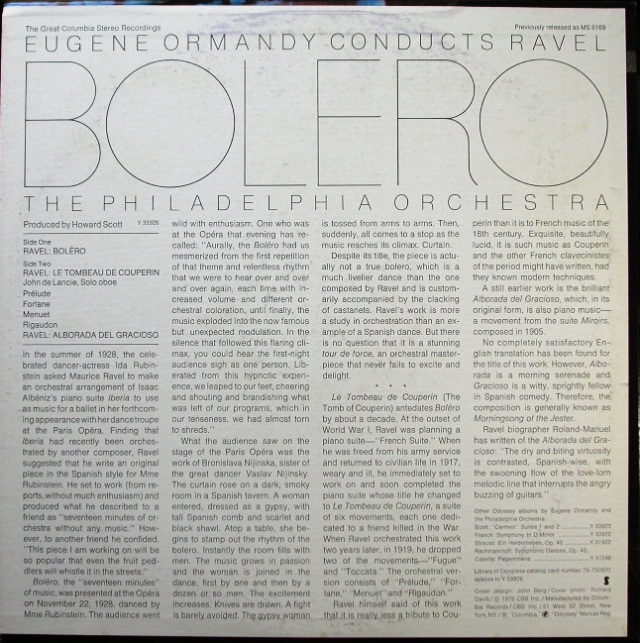 The Great Columbia Stereo Recordings
Previously released as MS 6169
EUGENE ORMANDY CONDUCTS RAVEL
BOLERO
THE PHILADELPHIA ORCHESTRA
Produced by Howard Scott
Y 33926
Side One
RAVEL: BOLÉRO
Side Two
RAVEL: LE TOMBEAU DE COUPERIN
John de Lancie, Solo oboe
Prélude
Forlane
Menuet
Rigaudon
RAVEL: ALBORADA DEL GRACIOSO
In the summer of 1928, the cele-
brated dancer-actress Ida Rubin-
stein asked Maurice Ravel to make
an orchestral arrangement of Isaac
Albéniz's piano suite Iberia to use
as music for a ballet in her forthcom-
ing appearance with her dance troupe
at the Paris Opéra. Finding that
Iberia had recently been orches-
trated by another composer, Ravel
suggested that he write an original
piece in the Spanish style for Mme
Rubinstein. He set to work (from re-
ports, without much enthusiasm) and
produced what he described to a
friend as "seventeen minutes of or-
chestra without any music." How-
ever, to another friend he confided,
"This piece I am working on will be
so popular that even the fruit ped-
dlers will whistle it in the streets."
Boléro, the "seventeen minutes"
of music, was presented at the Opéra
on November 22, 1928, danced by
Mme Rubinstein. The audience went
wild with enthusiasm. One who was
at the Opéra that evening has re-
called: "Aurally, the Boléro had us
mesmerized from the first repetition
of that theme and relentless rhythm
that we were to hear over and over
and over again, each time with in-
creased volume and different or-
chestral coloration, until finally, the
music exploded into the now famous
but unexpected modulation. In the
silence that followed this flaring cli-
max, you could hear the first-night
audience sigh as one person. Lib-
erated from this hypnotic experi-
ence, we leaped to our feet, cheering
and shouting and brandishing what
was left of our programs, which in
our tenseness, we had almost torn
to shreds."
What the audience saw on the
stage of the Paris Opéra was the
work of Bronislava Nijinska, sister
of the great dancer Vaslav Nijinsky.
The curtain rose on a dark, smoky
room in a Spanish tavern. A woman
entered, dressed as a gypsy, with
tall Spanish comb and scarlet and
black shawl. Atop a table, she be-
gins to stamp out the rhythm of the
bolero. Instantly the room fills with
men. The music grows in passion
and the woman is joined in the
dance, first by one and then by a
dozen or so men. The excitement
increases. Knives are drawn. A fight
is barely avoided. The gypsy woman
is tossed from arms to arms. Then,
suddenly, all comes to a stop as the
music reaches its climax. Curtain.
Despite its title, the piece is actu-
ally not a true bolero, which is a
much livelier dance than the one
composed by Ravel and is custom-
arily accompanied by the clacking
of castanets. Ravel's work is more
a study in orchestration than an ex-
ample of a Spanish dance. But there
is no question that it is a stunning
tour de force, an orchestral master-
piece that never fails to excite and
delight.
* * *
Le Tombeau de Couperin (The
Tomb of Couperin) antedates Boléro
by about a decade. At the outset of
World War I, Ravel was planning a
piano suite—"French Suite." When
he was freed from his army service
and returned to civilian life in 1917,
weary and ill, he immediately set to
work on and soon completed the
piano suite whose title he changed
to Le Tombeau de Couperin, a suite
of six movements, each one dedi-
cated to a friend killed in the War.
When Ravel orchestrated this work
two years later, in 1919, he dropped
two of the movements—"Fugue"
and "Toccata." The orchestral ver-
sion consists of "Prélude," "For-
lane," "Menuet" and "Rigaudon."
Ravel himself said of this work
that it is really less a tribute to Cou-
perin than it is to French music of the
18th century. Exquisite, beautifully
lucid, it is such music as Couperin
and the other French clavecinistes
of the period might have written, had
they known modern techniques.
A still earlier work is the brilliant
Alborada del Gracioso, which, in its
original form, is also piano music—
a movement from the suite Miroirs,
composed in 1905.
No completely satisfactory En-
glish translation has been found for
the title of this work. However, Albo-
rada is a morning serenade and
Gracioso is a witty, sprightly fellow
in Spanish comedy. Therefore, the
composition is generally known as
Morningsong of the Jester.
Ravel biographer Roland-Manuel
has written of the Alborada del Gra-
cioso: "The dry and biting virtuosity
is contrasted, Spanish-wise, with
the swooning flow of the love-lorn
melodic line that interrupts the angry
buzzing of guitars."
Other Odyssey albums by Eugene Ormandy and
the Philadelphia Orchestra:
Bizet: "Carmen" Suites 1 and 2
Franck: Symphony in D Minor
Strauss: Ein Heldenleben, Op. 40
Rachmaninoff: Symphonic Dances, Op. 45;
Casella: Paganiniana
Library of Congress catalog card number
applies to Y 33926.
Cover design: John Berg/Cover photo: Richard